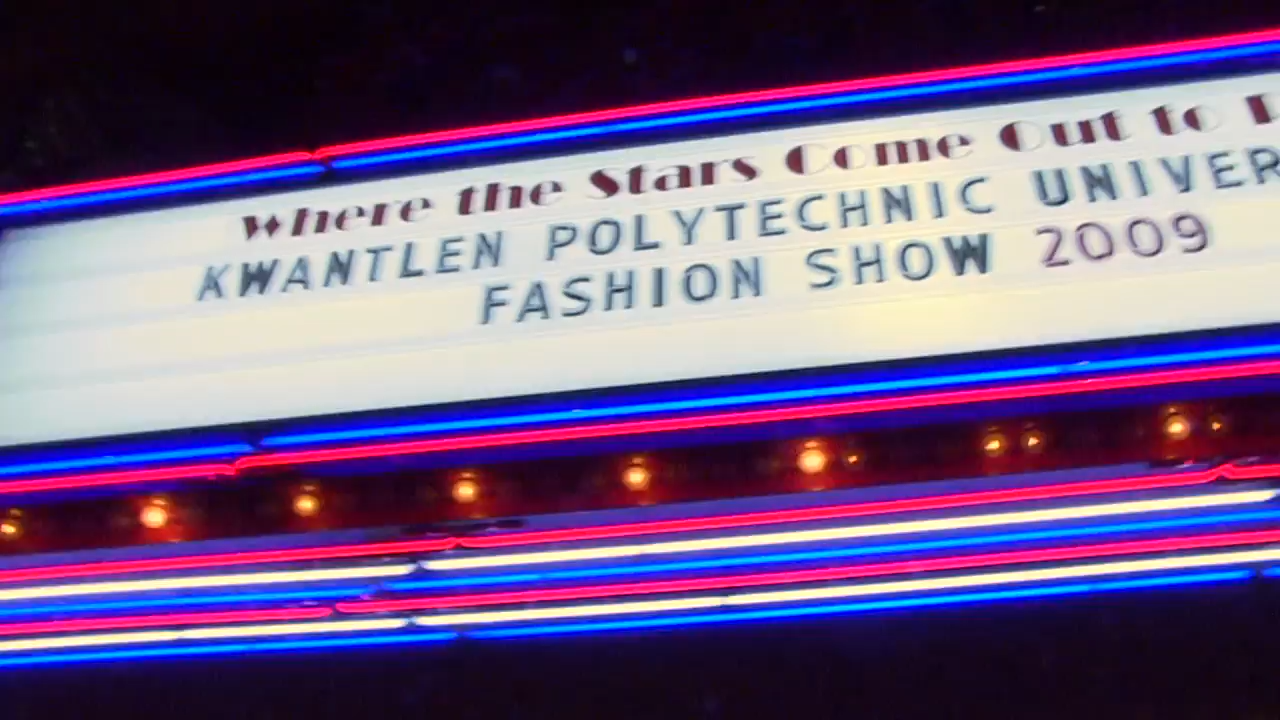 Where the Stars Come Out to
KWANTLEN POLYTECHNIC UNIVER
FASHION SHOW 2009